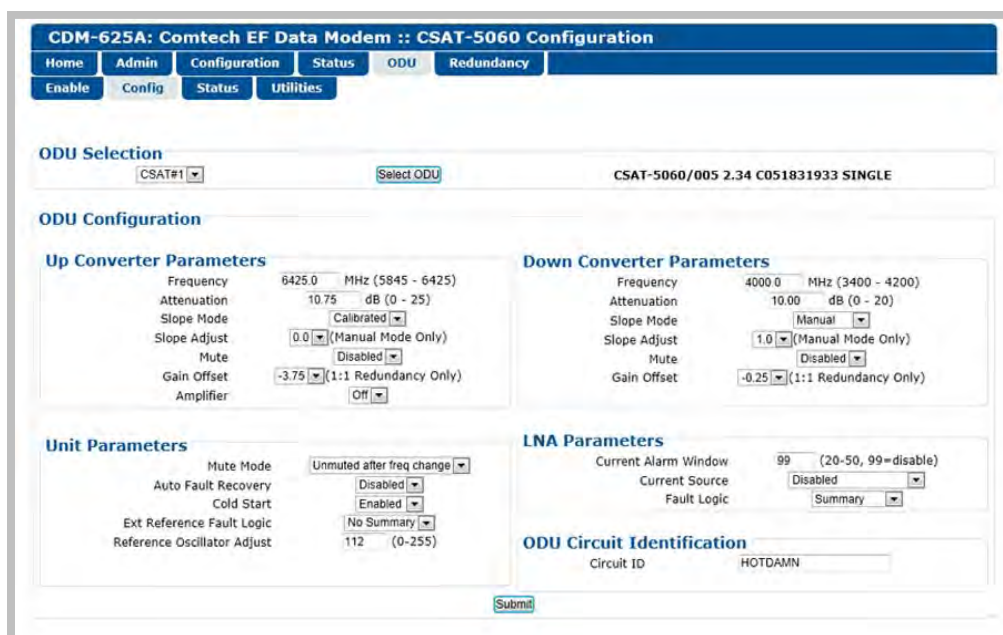 CDM-625A: Comtech EF Data Modem :: CSAT-5060 Configuration
Home Admin Configuration Status ODU Redundancy
Enable Config Status Utilities
ODU Selection
CSAT#1 Select ODU CSAT-5060/005 2.34 C051831933 SINGLE
ODU Configuration
Up Converter Parameters
Frequency 6425.0 MHz (5845 - 6425)
Attenuation 10.75 dB (0 - 25)
Slope Mode Calibrated
Slope Adjust 0.0 (Manual Mode Only)
Mute Disabled
Gain Offset -3.75 (1:1 Redundancy Only)
Amplifier Off
Down Converter Parameters
Frequency 4000.0 MHz (3400 - 4200)
Attenuation 10.00 dB (0 - 20)
Slope Mode Manual
Slope Adjust 1.0 (Manual Mode Only)
Mute Disabled
Gain Offset -0.25 (1:1 Redundancy Only)
Unit Parameters
Mute Mode Unmuted after freq change
Auto Fault Recovery Disabled
Cold Start Enabled
Ext Reference Fault Logic No Summary
Reference Oscillator Adjust 112 (0-255)
LNA Parameters
Current Alarm Window 99 (20-50, 99=disable)
Current Source Disabled
Fault Logic Summary
ODU Circuit Identification
Circuit ID HOTDAMN
Submit